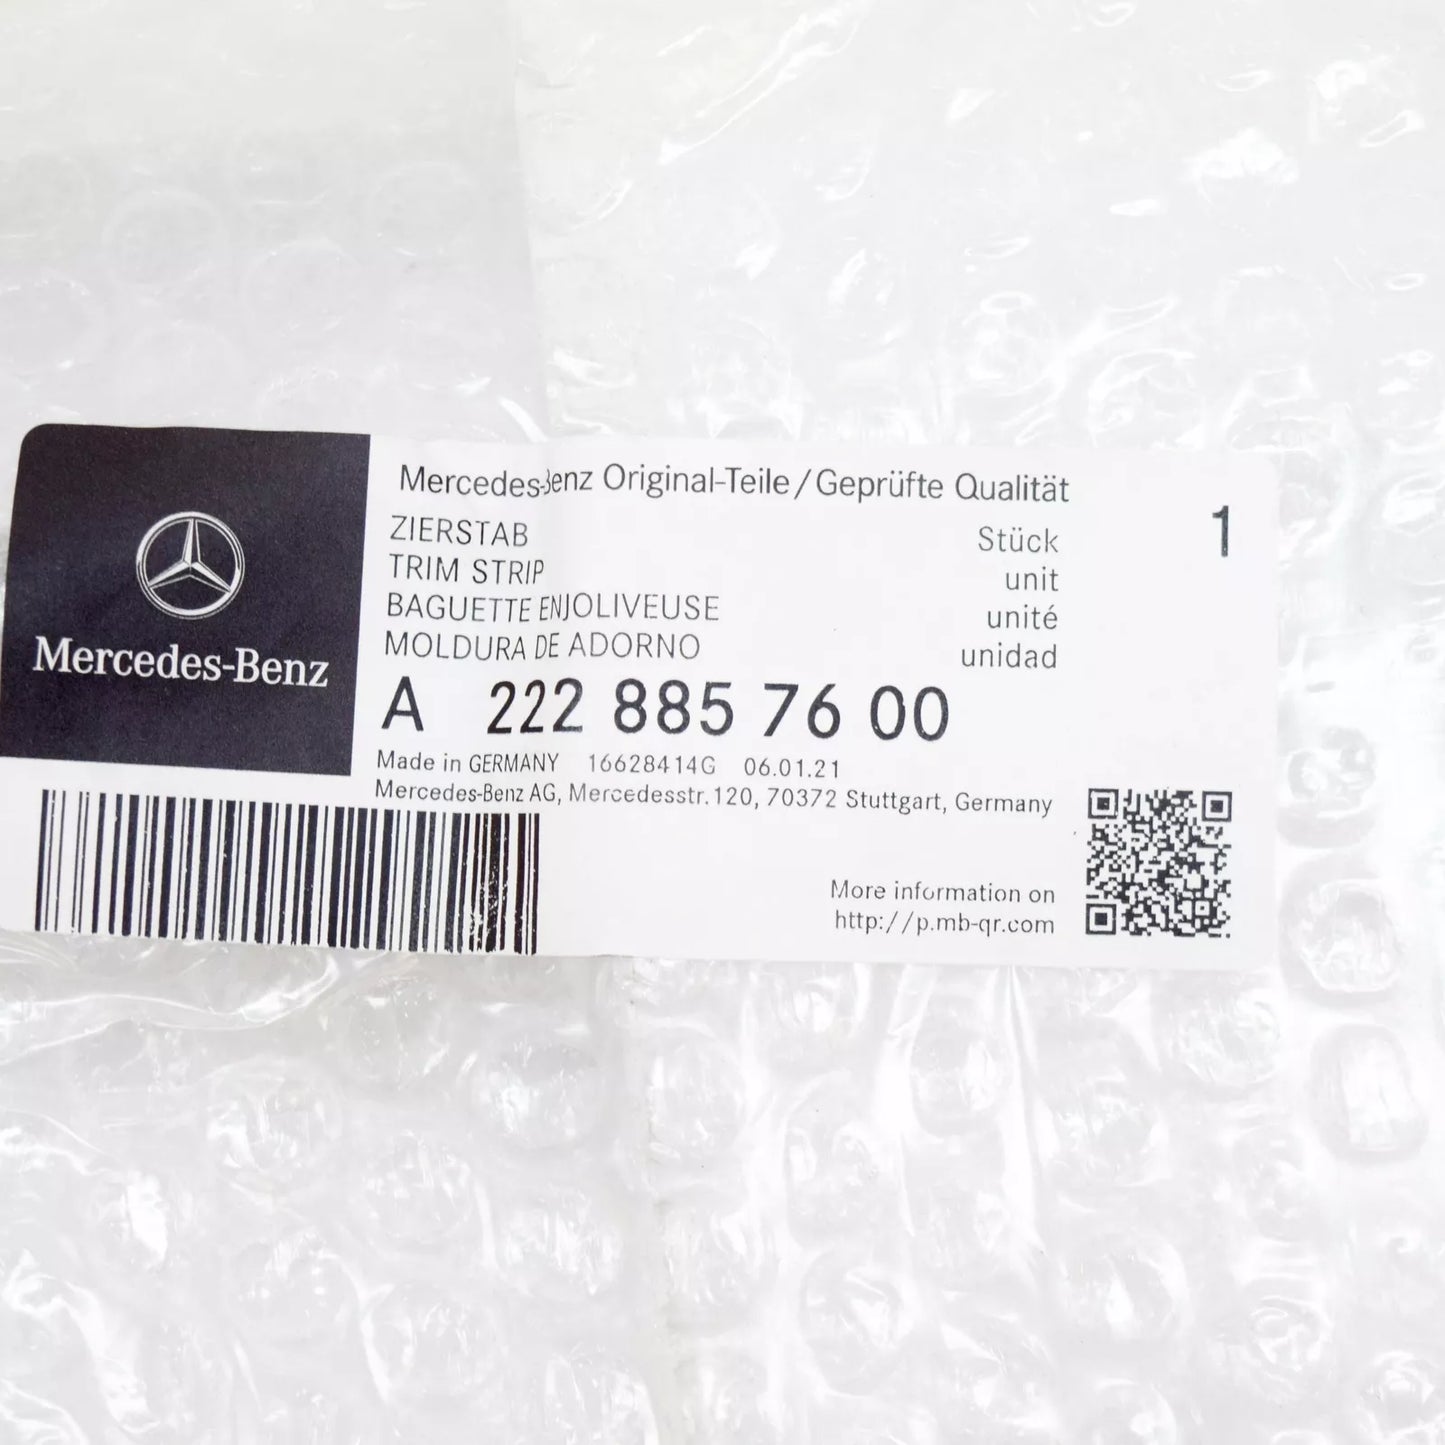 Mercedes-Benz
Mercedes-Benz Original-Teile/Geprüfte Qualität
ZIERSTAB Stück 1
TRIM STRIP unit
BAGUETTE ENJOLIVEUSE unité
MOLDURA DE ADORNO unidad
A 222 885 76 00
Made in GERMANY 16628414G 06.01.21
Mercedes-Benz AG, Mercedesstr.120, 70372 Stuttgart, Germany
More information on
http://p.mb-qr.com